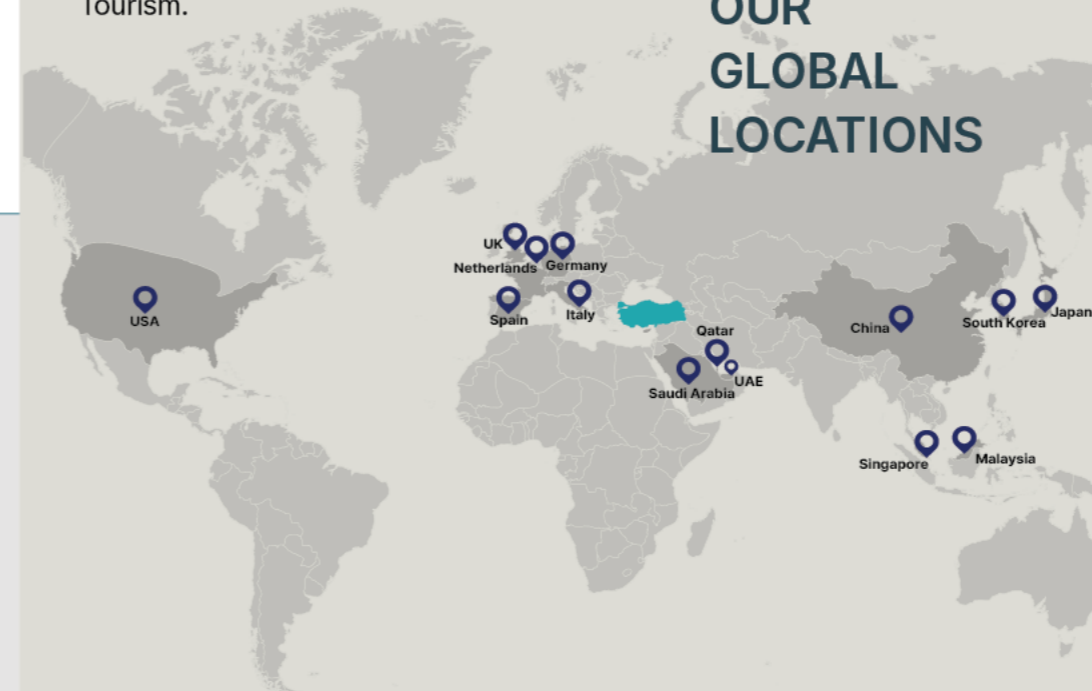 Tourism.
OUR
GLOBAL
LOCATIONS
UK
Netherlands
Germany
USA
Spain
Italy
Qatar
UAE
Saudi Arabia
China
South Korea
Japan
Singapore
Malaysia